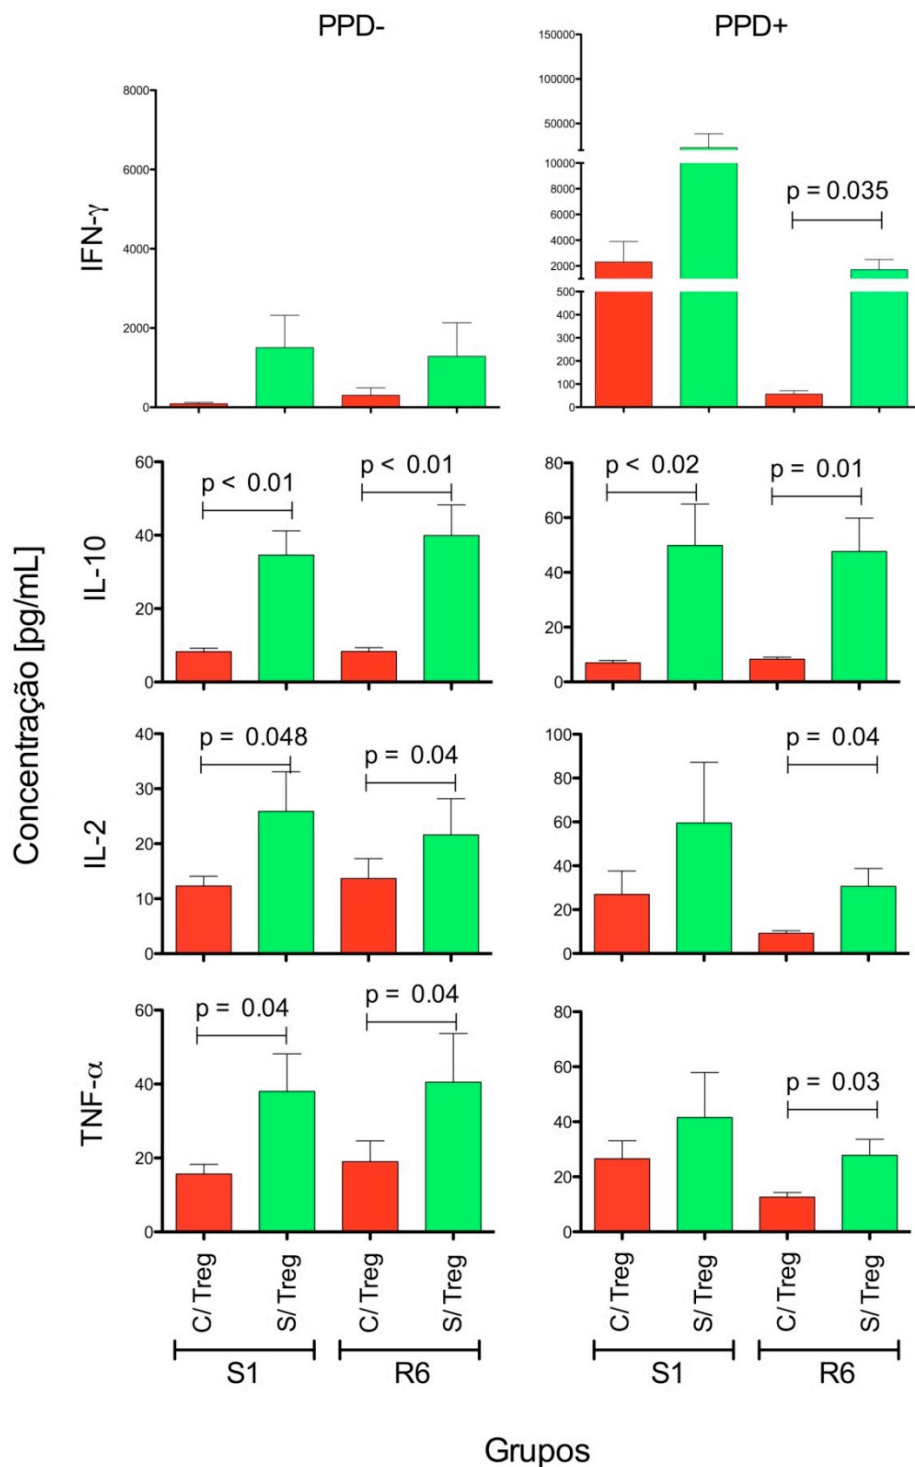 PPD-
PPD+
Concentração [pg/mL]
IFN-γ
8000
6000
4000
2000
0
150000
100000
50000
10000
8000
6000
4000
2000
500
400
300
200
100
0
p = 0.035
IL-10
60
40
20
0
p < 0.01
p < 0.01
80
60
40
20
0
p < 0.02
p = 0.01
IL-2
40
30
20
10
0
p = 0.048
p = 0.04
100
80
60
40
20
0
p = 0.04
TNF-α
60
40
20
0
p = 0.04
p = 0.04
80
60
40
20
0
p = 0.03
C/ Treg
S/ Treg
C/ Treg
S/ Treg
C/ Treg
S/ Treg
C/ Treg
S/ Treg
S1
R6
S1
R6
Grupos